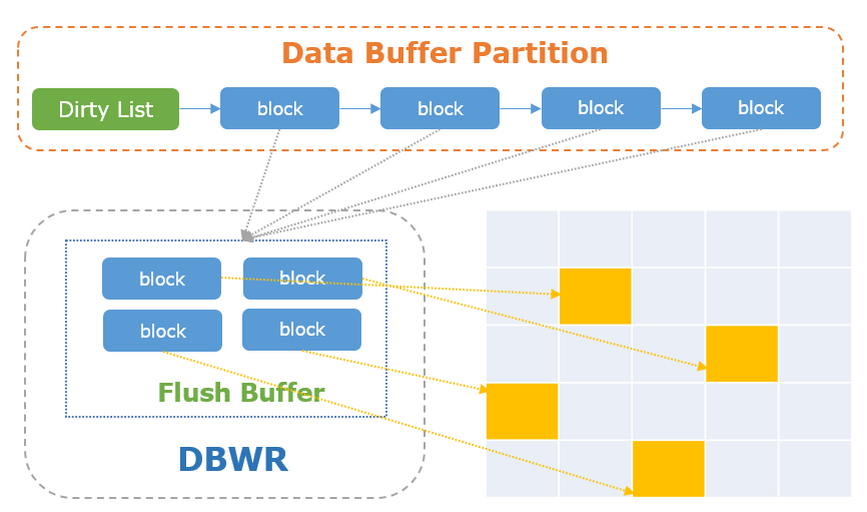 Data Buffer Partition
Dirty List
block
block
block
block
block
block
block
block
Flush Buffer
DBWR